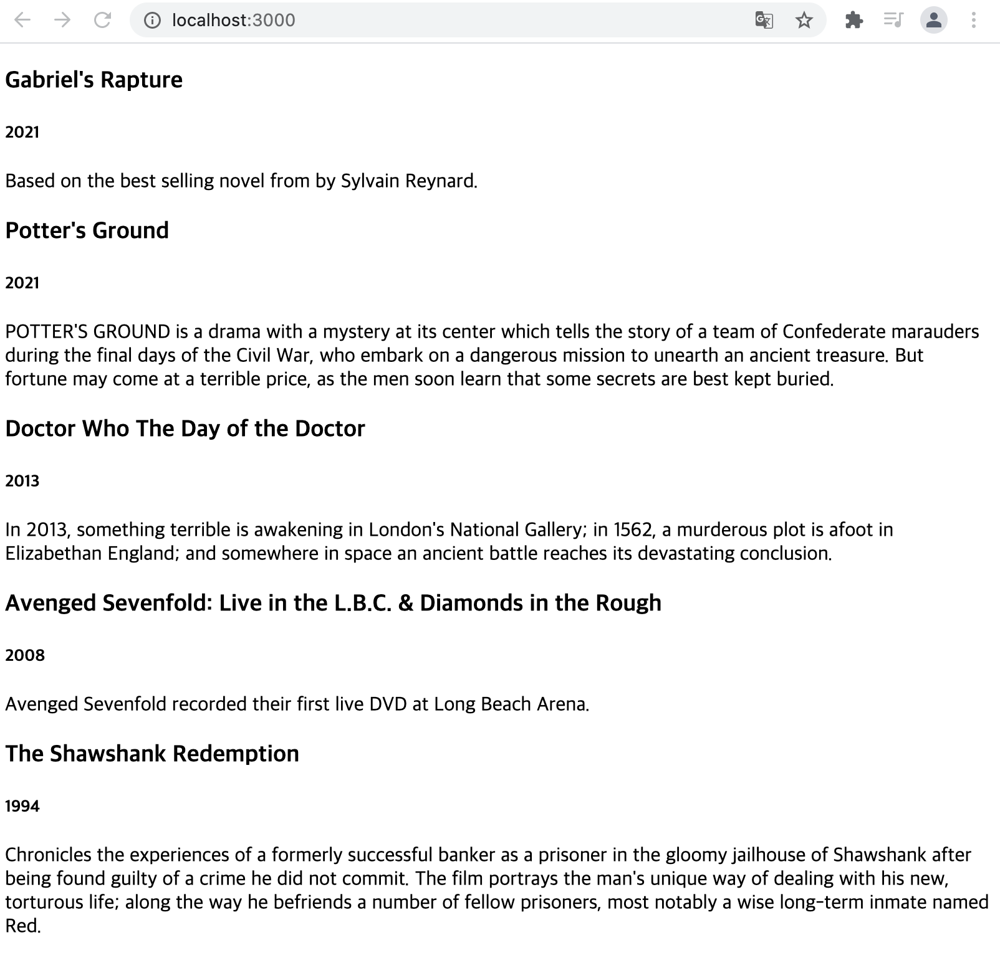 localhost:3000
Gabriel's Rapture
2021
Based on the best selling novel from by Sylvain Reynard.
Potter's Ground
2021
POTTER'S GROUND is a drama with a mystery at its center which tells the story of a team of Confederate marauders
during the final days of the Civil War, who embark on a dangerous mission to unearth an ancient treasure. But
fortune may come at a terrible price, as the men soon learn that some secrets are best kept buried.
Doctor Who The Day of the Doctor
2013
In 2013, something terrible is awakening in London's National Gallery; in 1562, a murderous plot is afoot in
Elizabethan England; and somewhere in space an ancient battle reaches its devastating conclusion.
Avenged Sevenfold: Live in the L.B.C. & Diamonds in the Rough
2008
Avenged Sevenfold recorded their first live DVD at Long Beach Arena.
The Shawshank Redemption
1994
Chronicles the experiences of a formerly successful banker as a prisoner in the gloomy jailhouse of Shawshank after
being found guilty of a crime he did not commit. The film portrays the man's unique way of dealing with his new,
torturous life; along the way he befriends a number of fellow prisoners, most notably a wise long-term inmate named
Red.